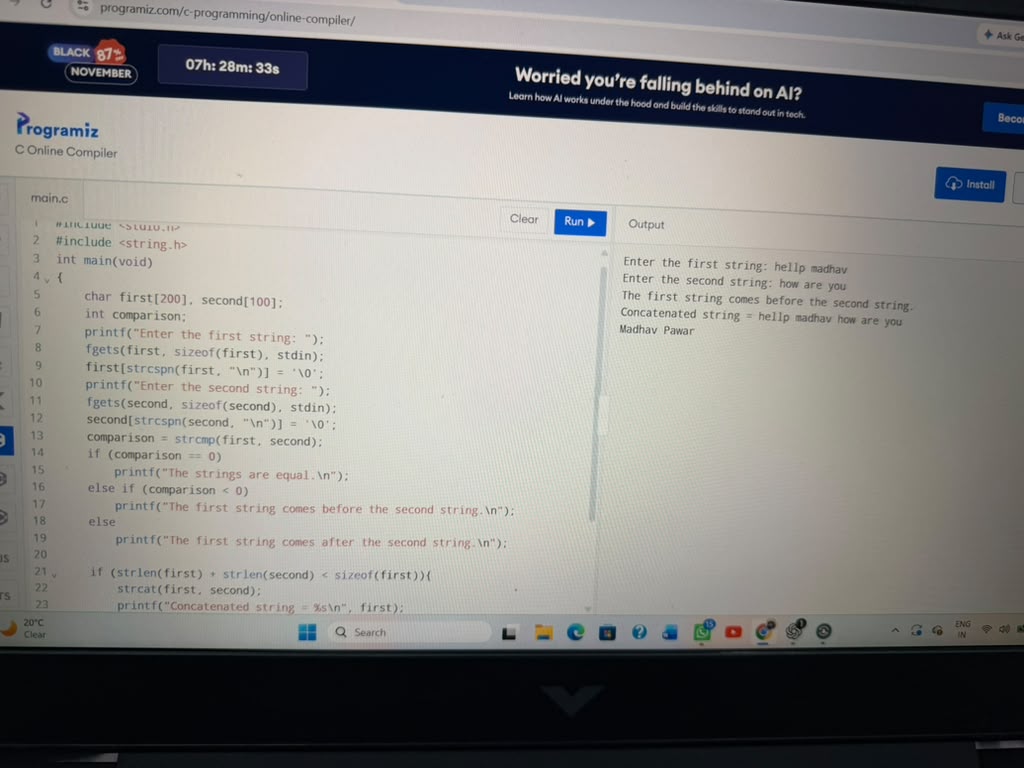 programiz.com/c-programming/online-compiler/
Ask Ge
BLACK 87%
NOVEMBER
07h: 28m: 33s
Worried you're falling behind on AI?
Learn how AI works under the hood and build the skills to stand out in tech.
Beco
Programiz
C Online Compiler
Install
main.c
Clear
Run
Output
1 #include <stdio.h>
2 #include <string.h>
3 int main(void)
4 {
5 char first[200], second[100];
6 int comparison;
7 printf("Enter the first string: ");
8 fgets(first, sizeof(first), stdin);
9 first[strcspn(first, "\n")] = '\0';
10 printf("Enter the second string: ");
11 fgets(second, sizeof(second), stdin);
12 second[strcspn(second, "\n")] = '\0';
13 comparison = strcmp(first, second);
14 if (comparison == 0)
15 printf("The strings are equal.\n");
16 else if (comparison < 0)
17 printf("The first string comes before the second string.\n");
18 else
19 printf("The first string comes after the second string.\n");
20
21 if (strlen(first) + strlen(second) < sizeof(first)){
22 strcat(first, second);
23 printf("Concatenated string = %s\n", first);
Enter the first string: hellp madhav
Enter the second string: how are you
The first string comes before the second string.
Concatenated string = hellp madhav how are you
Madhav Pawar
20°C
Clear
Search
15
1
ENG
IN